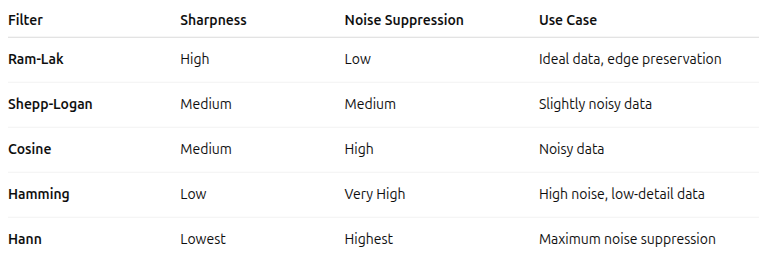 Filter Sharpness Noise Suppression Use Case
Ram-Lak High Low Ideal data, edge preservation
Shepp-Logan Medium Medium Slightly noisy data
Cosine Medium High Noisy data
Hamming Low Very High High noise, low-detail data
Hann Lowest Highest Maximum noise suppression